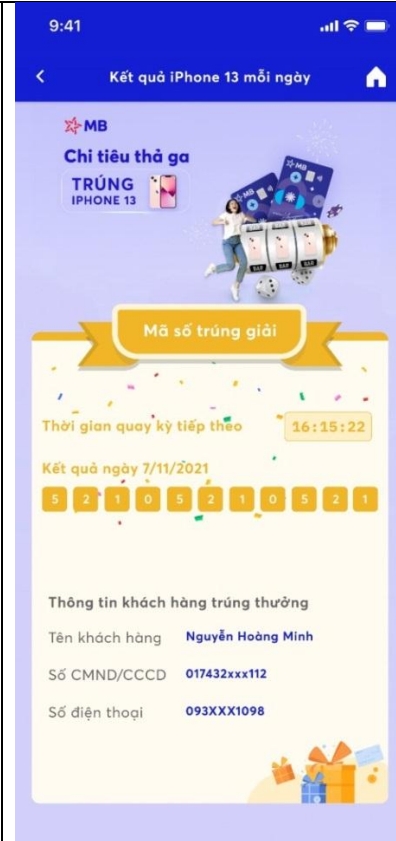 9:41
Kết quả iPhone 13 mỗi ngày
MB
Chi tiêu thả ga
TRÚNG
IPHONE 13
MB
MB
Mã số trúng giải
Thời gian quay kỳ tiếp theo 16:15:22
Kết quả ngày 7/11/2021
5 2 1 0 5 2 1 0 5 2 1
Thông tin khách hàng trúng thưởng
Tên khách hàng Nguyễn Hoàng Minh
Số CMND/CCCD 017432xxx112
Số điện thoại 093XXX1098